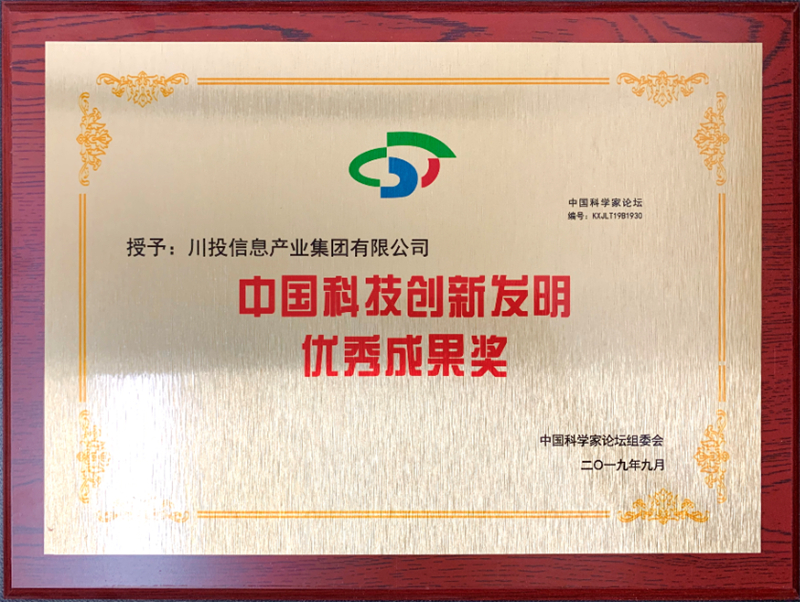 中国科学家论坛
编号：KXJLT19B1930
授予：川投信息产业集团有限公司
中国科技创新发明
优秀成果奖
中国科学家论坛组委会
二〇一九年九月